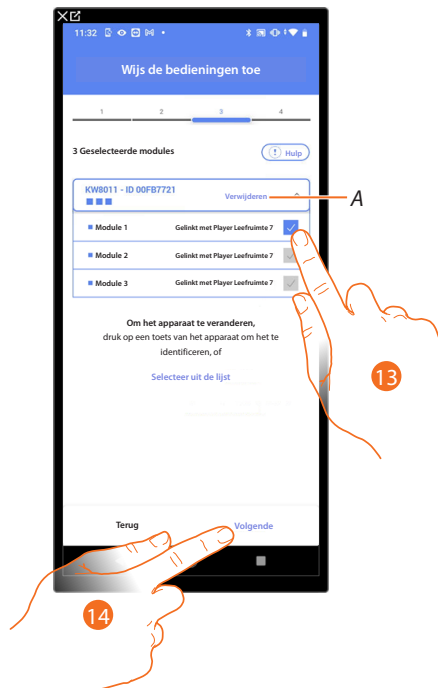 11:32
Wijs de bedieningen toe
1 2 3 4
3 Geselecteerde modules
Hulp
KW8011 - ID 00FB7721
Verwijderen
A
Module 1 Gelinkt met Player Leefruimte 7
Module 2 Gelinkt met Player Leefruimte 7
Module 3 Gelinkt met Player Leefruimte 7
Om het apparaat te veranderen,
druk op een toets van het apparaat om het te
identificeren, of
Selecteer uit de lijst
13
Terug Volgende
14